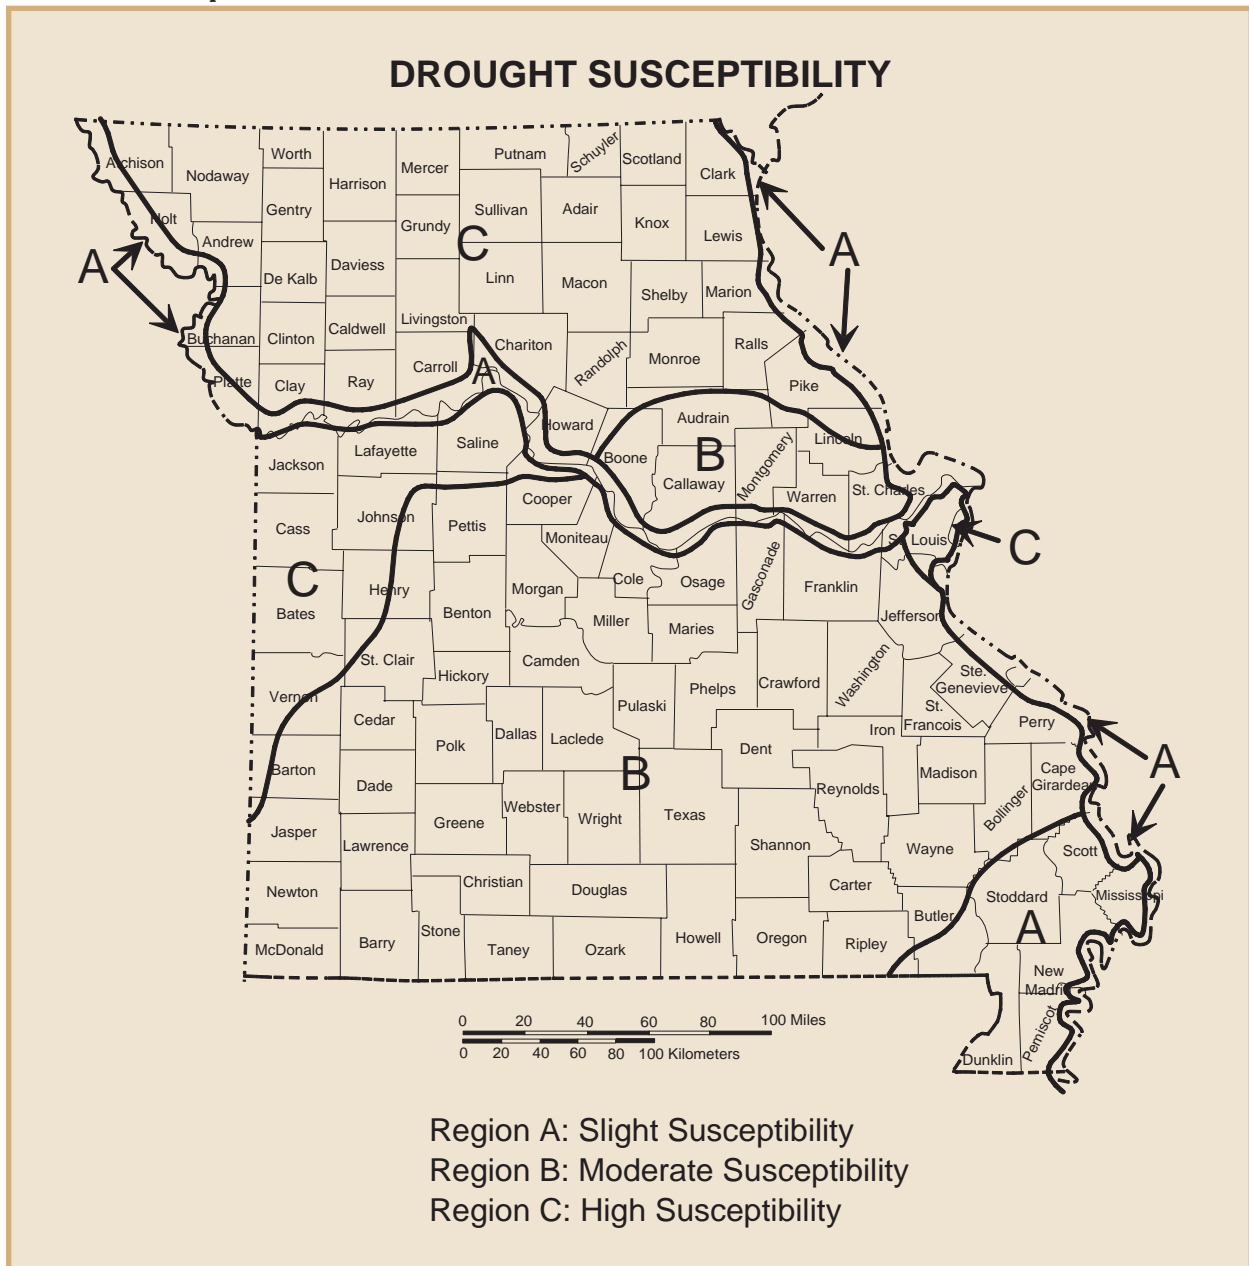 DROUGHT SUSCEPTIBILITY
Atchison
Nodaway
Worth
Harrison
Mercer
Putnam
Schuyler
Scotland
Clark
Holt
Andrew
Gentry
Grundy
Sullivan
Adair
Knox
Lewis
C
A
A
De Kalb
Daviess
Linn
Macon
Shelby
Marion
Buchanan
Clinton
Caldwell
Livingston
Chariton
Randolph
Monroe
Ralls
Platte
Clay
Ray
Carroll
A
Pike
Howard
Audrain
Lincoln
Jackson
Lafayette
Saline
Boone
B
Callaway
Montgomery
Warren
St. Charles
Cass
Johnson
Pettis
Cooper
Moniteau
St. Louis
C
C
Bates
Henry
Benton
Morgan
Cole
Miller
Osage
Gasconade
Franklin
Jefferson
Maries
St. Clair
Hickory
Camden
Vernon
Cedar
Polk
Dallas
Laclede
Pulaski
Phelps
Crawford
Washington
Ste.
Genevieve
St.
Francois
Perry
Iron
Barton
Dade
B
Dent
Reynolds
Madison
Bollinger
Cape
Girardeau
A
Jasper
Lawrence
Greene
Webster
Wright
Texas
Shannon
Wayne
Scott
Newton
Christian
Douglas
Carter
Stoddard
Mississippi
McDonald
Barry
Stone
Taney
Ozark
Howell
Oregon
Ripley
Butler
A
New
Madrid
Pemiscot
Dunklin
0 20 40 60 80 100 Miles
0 20 40 60 80 100 Kilometers
Region A: Slight Susceptibility
Region B: Moderate Susceptibility
Region C: High Susceptibility